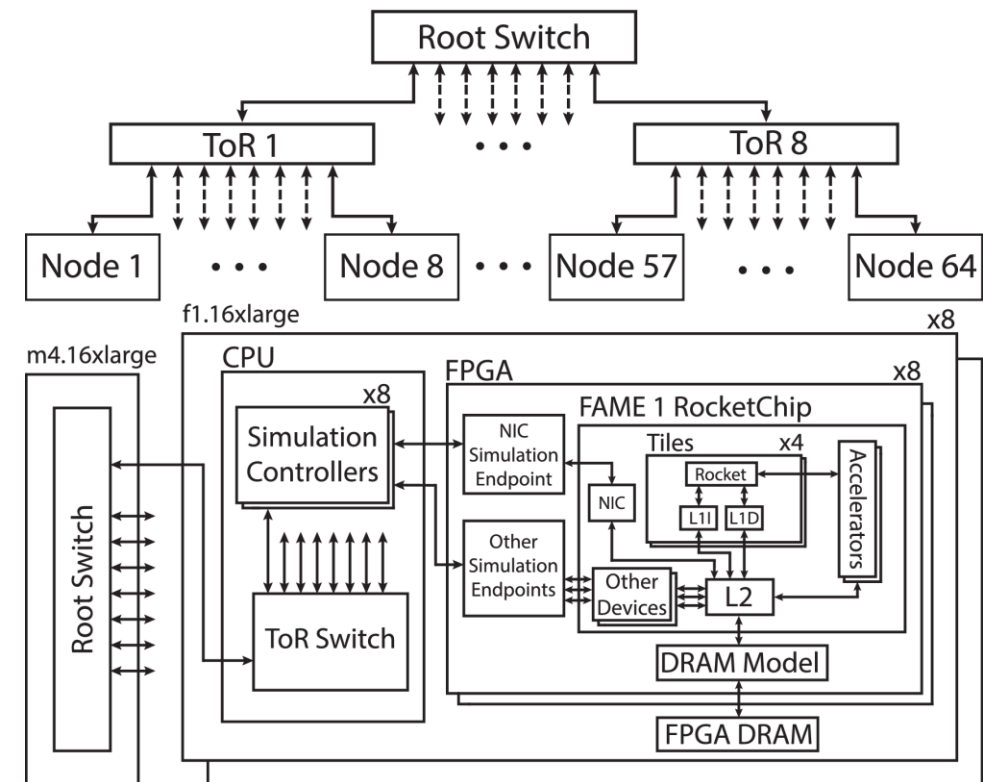 Root Switch
ToR 1
• • •
ToR 8
Node 1
• • •
Node 8
• • •
Node 57
• • •
Node 64
f1.16xlarge
x8
m4.16xlarge
Root Switch
CPU
x8
Simulation
Controllers
ToR Switch
FPGA
x8
NIC
Simulation
Endpoint
Other
Simulation
Endpoints
FAME 1 RocketChip
Tiles
x4
Rocket
L1I
L1D
NIC
Accelerators
Other
Devices
L2
DRAM Model
FPGA DRAM